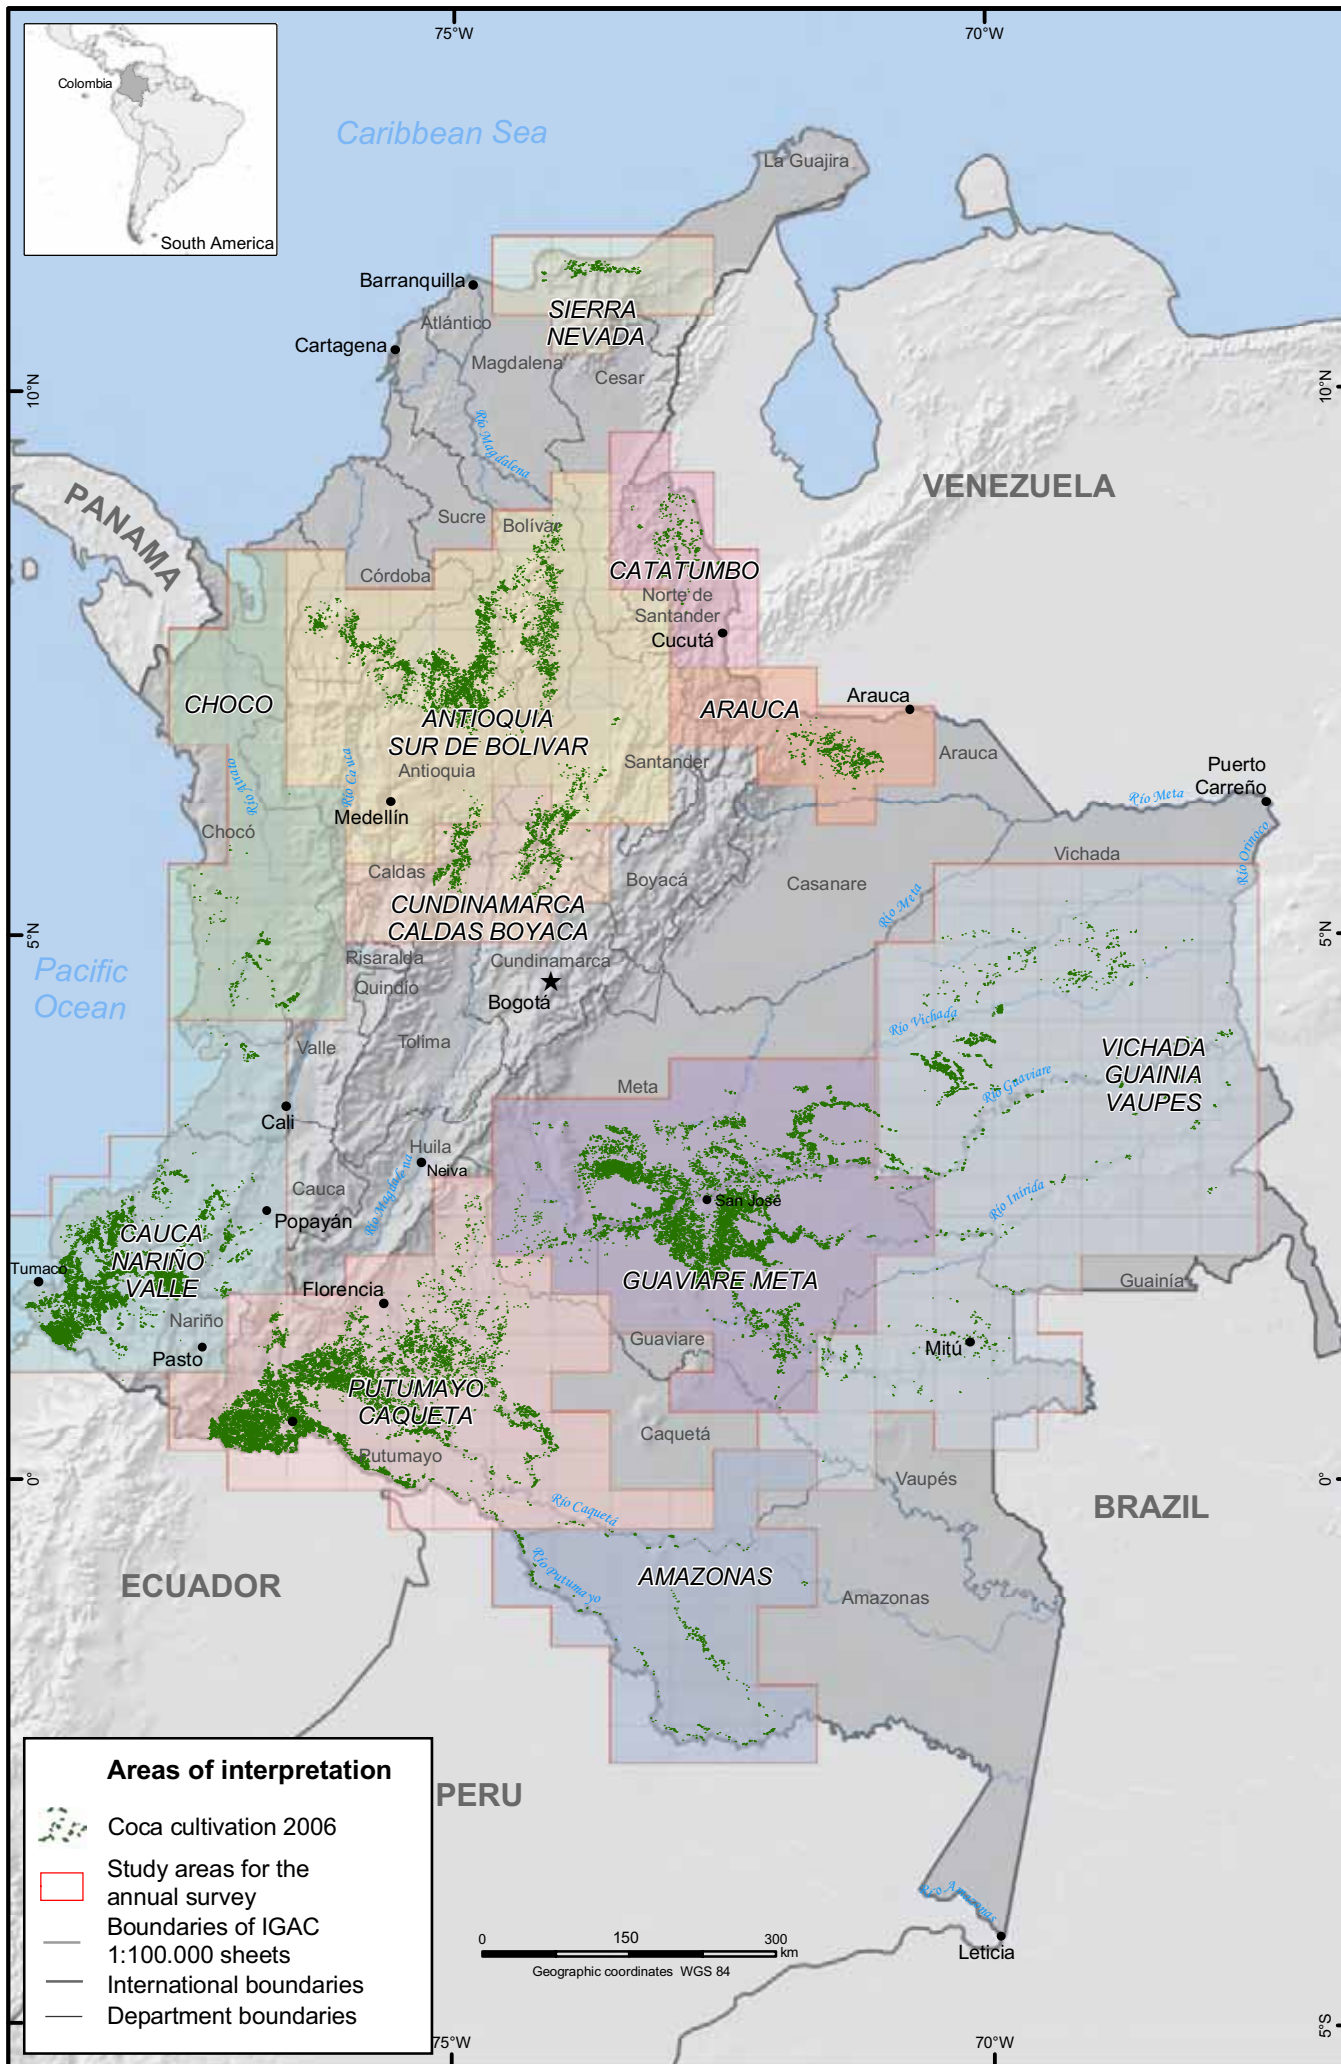 75°W
70°W
Colombia
South America
Caribbean Sea
La Guajira
Barranquilla
SIERRA
NEVADA
Atlántico
Cartagena
Magdalena
Cesar
10°N
10°N
Río Magdalena
VENEZUELA
PANAMA
Sucre
Bolívar
Córdoba
CATATUMBO
Norte de
Santander
Cucutá
CHOCO
ARAUCA
Arauca
ANTIOQUIA
SUR DE BOLIVAR
Arauca
Santander
Antioquia
Río Cauca
Río Atrato
Puerto
Carreño
Río Meta
Medellín
Chocó
Río Orinoco
Vichada
Caldas
Boyacá
Casanare
Río Meta
CUNDINAMARCA
CALDAS BOYACA
5°N
5°N
Pacific
Ocean
Risaralda
Cundinamarca
Quindío
Bogotá
Río Vichada
Tolima
Valle
VICHADA
GUAINIA
VAUPES
Meta
Río Guaviare
Cali
Huila
Neiva
Río Magdalena
Cauca
San José
Río Inírida
Popayán
CAUCA
NARIÑO
VALLE
Tumaco
Florencia
GUAVIARE META
Guainía
Nariño
Guaviare
Mitú
Pasto
PUTUMAYO
CAQUETA
Caquetá
Putumayo
0°
0°
Vaupés
Río Caquetá
BRAZIL
ECUADOR
Río Putumayo
AMAZONAS
Amazonas
PERU
Areas of interpretation
Coca cultivation 2006
Study areas for the
annual survey
Boundaries of IGAC
1:100.000 sheets
International boundaries
Department boundaries
Río Amazonas
Leticia
0 150 300
km
Geographic coordinates WGS 84
5°S
75°W
70°W